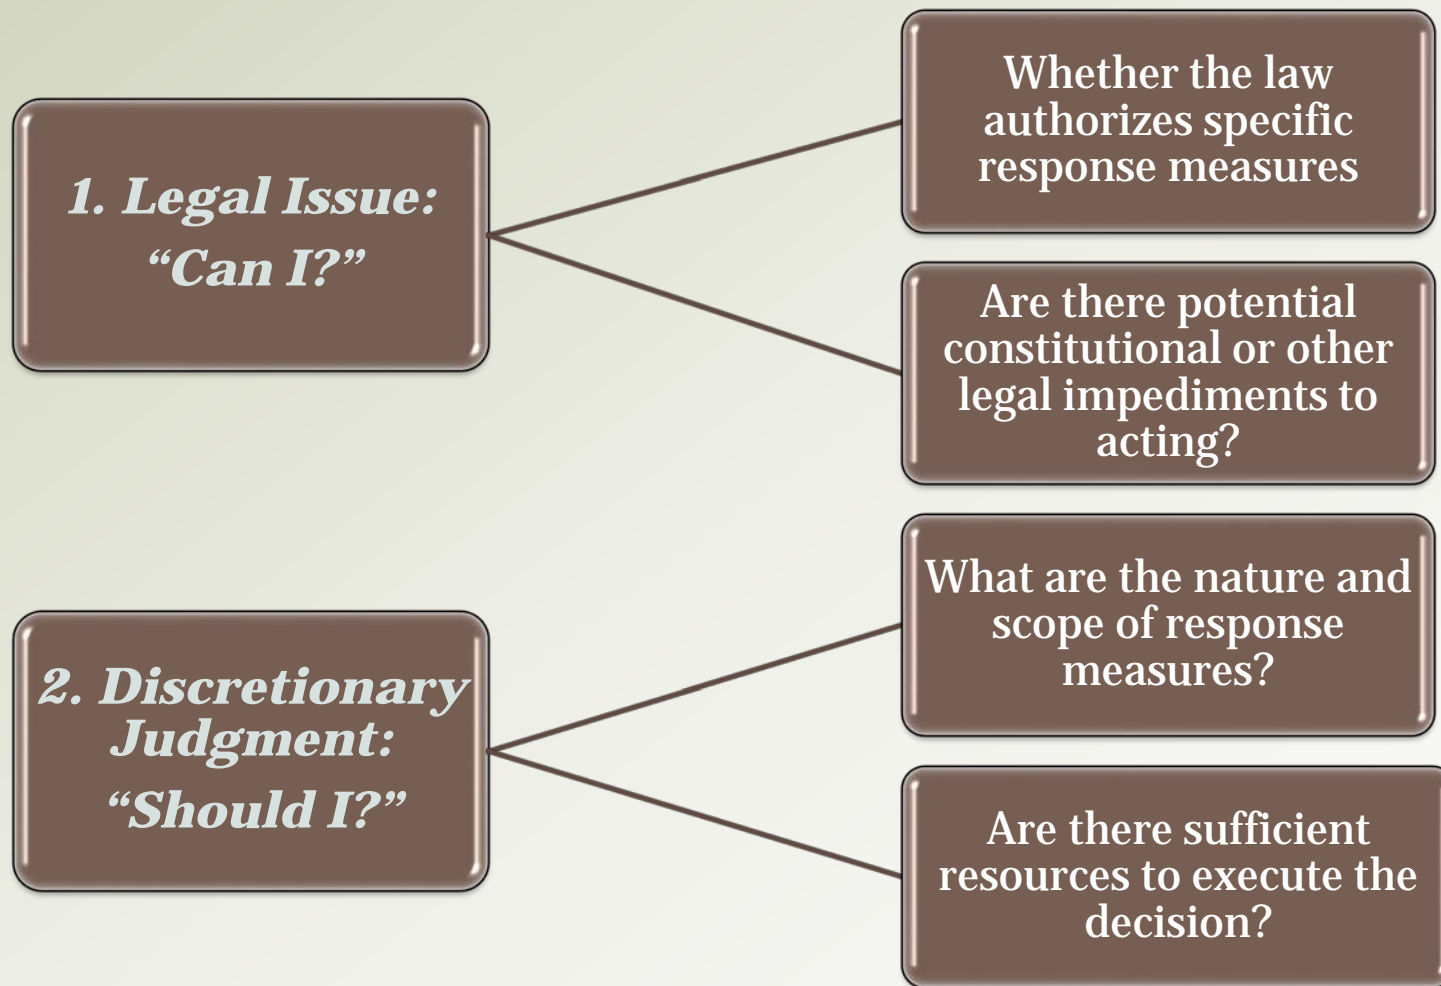 1. Legal Issue:
“Can I?”
Whether the law
authorizes specific
response measures
Are there potential
constitutional or other
legal impediments to
acting?
2. Discretionary
Judgment:
“Should I?”
What are the nature and
scope of response
measures?
Are there sufficient
resources to execute the
decision?